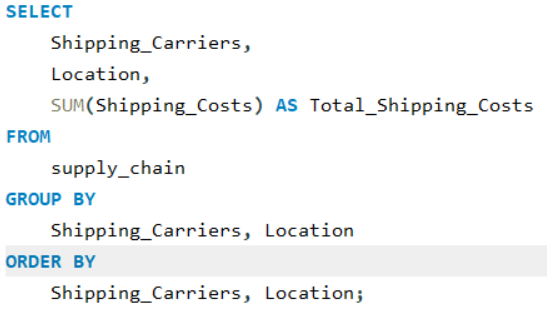 SELECT
Shipping_Carriers,
Location,
SUM(Shipping_Costs) AS Total_Shipping_Costs
FROM
supply_chain
GROUP BY
Shipping_Carriers, Location
ORDER BY
Shipping_Carriers, Location;